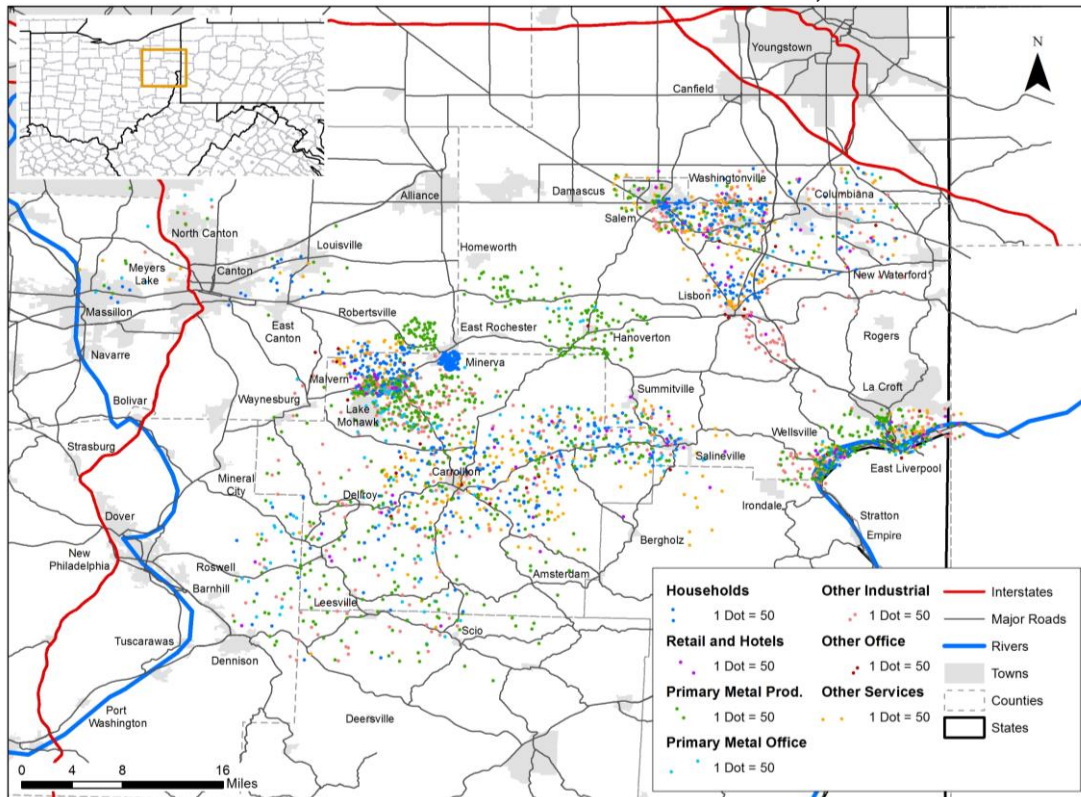 Youngstown
N
Canfield
Washingtonville
Alliance
Damascus
Columbiana
Salem
North Canton
Louisville
Homeworth
Meyers
Lake
Canton
New Waterford
Lisbon
Massillon
Robertsville
East Rochester
East
Canton
Hanoverton
Rogers
Navarre
Minerva
Malvern
Summitville
La Croft
Bolivar
Waynesburg
Lake
Mohawk
Wellsville
Strasburg
Salineville
East Liverpool
Carrollton
Mineral
City
Dellroy
Irondale
Stratton
Dover
Empire
Bergholz
New
Philadelphia
Roswell
Amsterdam
Barnhill
Leesville
Scio
Tuscarawas
Dennison
Port
Washington
Deersville
0 4 8 16
Miles
Households
1 Dot = 50
Retail and Hotels
1 Dot = 50
Primary Metal Prod.
1 Dot = 50
Primary Metal Office
1 Dot = 50
Other Industrial
1 Dot = 50
Other Office
1 Dot = 50
Other Services
1 Dot = 50
Interstates
Major Roads
Rivers
Towns
Counties
States